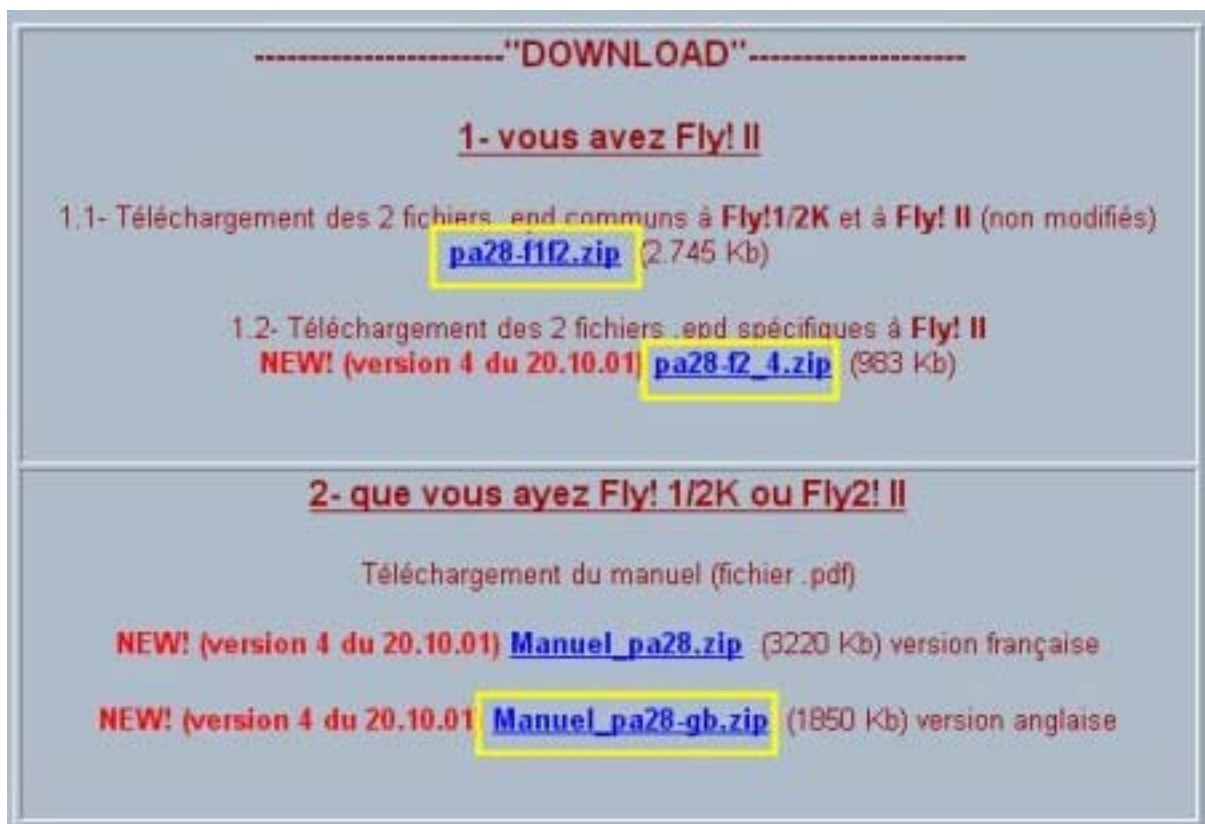 ----------------------"DOWNLOAD"-------------------
1- vous avez Fly! II
1.1- Téléchargement des 2 fichiers .epd communs à Fly!1/2K et à Fly! II (non modifiés)
pa28-f1f2.zip (2.745 Kb)
1.2- Téléchargement des 2 fichiers .epd spécifiques à Fly! II
NEW! (version 4 du 20.10.01) pa28-f2_4.zip (983 Kb)
2- que vous ayez Fly! 1/2K ou Fly2! II
Téléchargement du manuel (fichier .pdf)
NEW! (version 4 du 20.10.01) Manuel_pa28.zip (3220 Kb) version française
NEW! (version 4 du 20.10.01 Manuel_pa28-gb.zip (1850 Kb) version anglaise